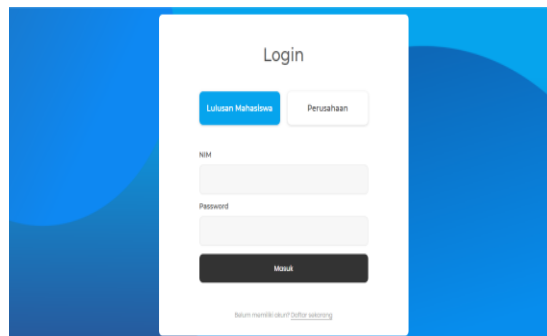 Login
Lulusan Mahasiswa
Perusahaan
NIM
Password
Masuk
Belum memiliki akun? Daftar sekarang